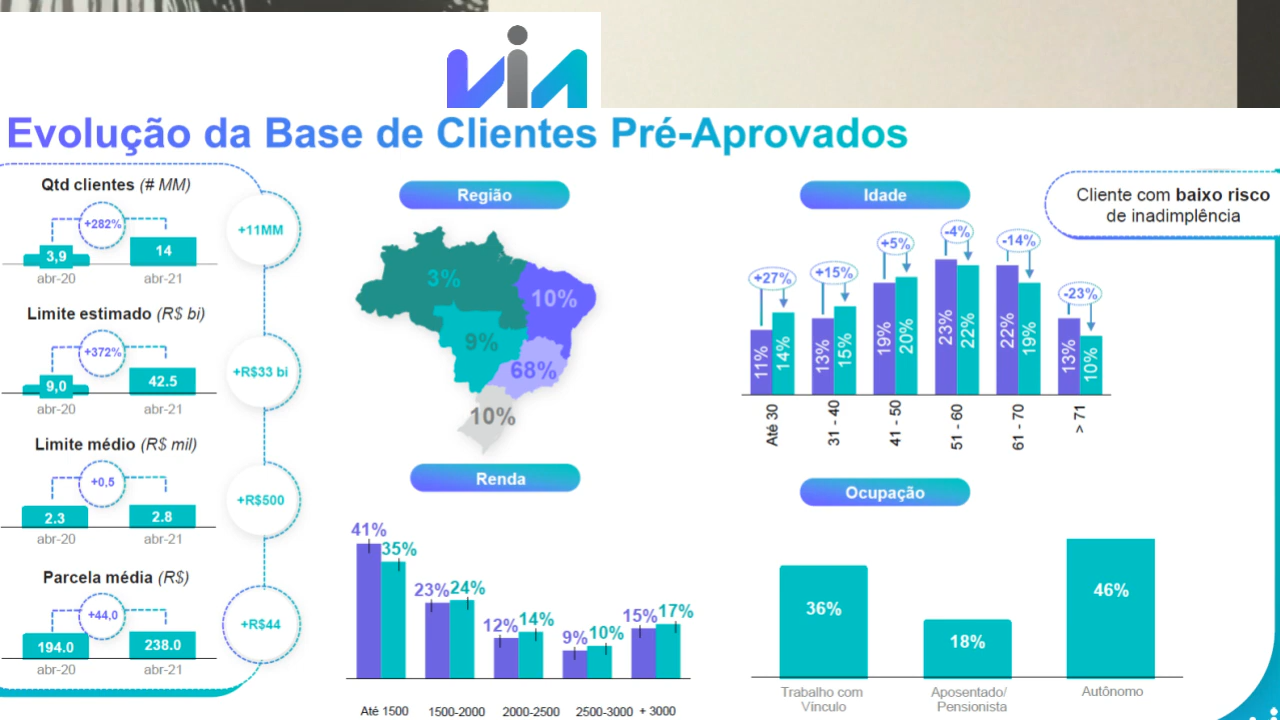 VIA
Evolução da Base de Clientes Pré-Aprovados
Qtd clientes (# MM)
+282%
3,9
14
abr-20
abr-21
+11MM
Limite estimado (R$ bi)
+372%
9,0
42.5
abr-20
abr-21
+R$33 bi
Limite médio (R$ mil)
+0,5
2.3
2.8
abr-20
abr-21
+R$500
Parcela média (R$)
+44,0
194.0
238.0
abr-20
abr-21
+R$44
Região
3%
10%
9%
68%
10%
Renda
41%
35%
23%
24%
12%
14%
9%
10%
15%
17%
Até 1500
1500-2000
2000-2500
2500-3000
+ 3000
Idade
+27%
+15%
+5%
-4%
-14%
-23%
11%
14%
13%
15%
19%
20%
23%
22%
22%
19%
13%
10%
Até 30
31 - 40
41 - 50
51 - 60
61 - 70
> 71
Cliente com baixo risco
de inadimplência
Ocupação
36%
18%
46%
Trabalho com
Vínculo
Aposentado/
Pensionista
Autônomo